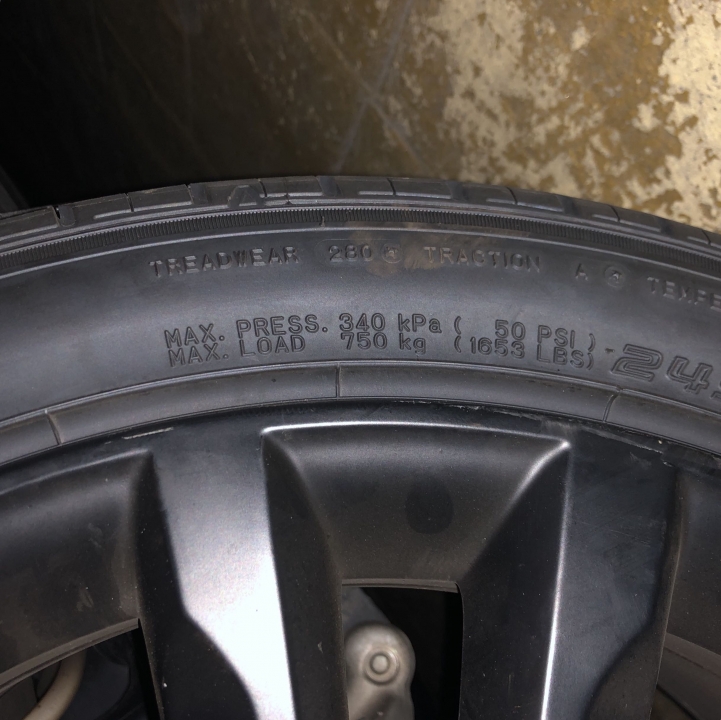 TREADWEAR 280 TRACTION A
MAX. PRESS. 340 kPa ( 50 PSI )
MAX. LOAD 750 kg (1653 LBS)